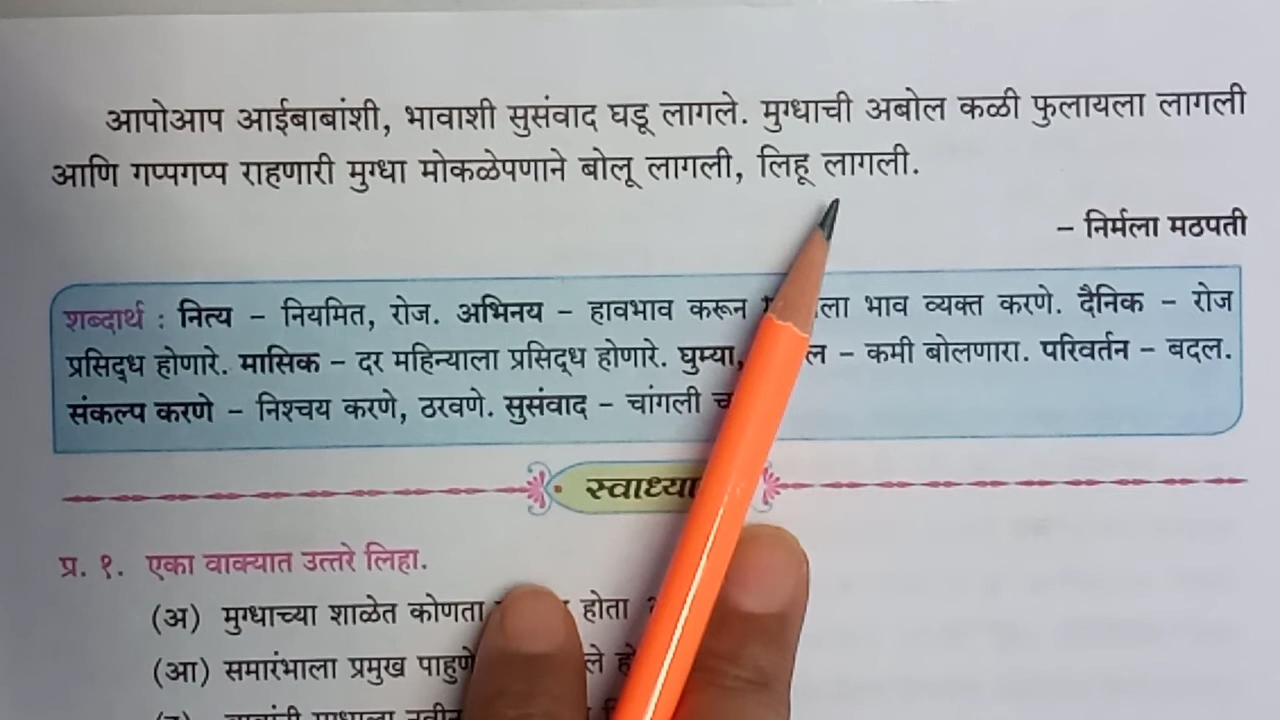 आपोआप आईबाबांशी, भावाशी सुसंवाद घडू लागले. मुग्धाची अबोल कळी फुलायला लागली
आणि गप्पगप्प राहणारी मुग्धा मोकळेपणाने बोलू लागली, लिहू लागली.
– निर्मला मठपती
शब्दार्थ : नित्य – नियमित, रोज. अभिनय – हावभाव करून भाव व्यक्त करणे. दैनिक – रोज
प्रसिद्ध होणारे. मासिक – दर महिन्याला प्रसिद्ध होणारे. घुम्या, – कमी बोलणारा. परिवर्तन – बदल.
संकल्प करणे – निश्चय करणे, ठरवणे. सुसंवाद – चांगली
प्र. १. एका वाक्यात उत्तरे लिहा.
(अ) मुग्धाच्या शाळेत कोणता होता
(आ) समारंभाला प्रमुख पाहुणे